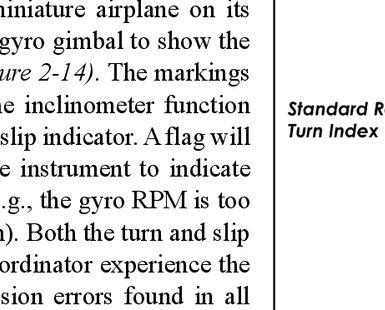 miniature airplane on its
gyro gimbal to show the
ure 2-14). The markings
he inclinometer function
slip indicator. A flag will
e instrument to indicate
.g., the gyro RPM is too
n). Both the turn and slip
ordinator experience the
sion errors found in all
Standard R
Turn Index